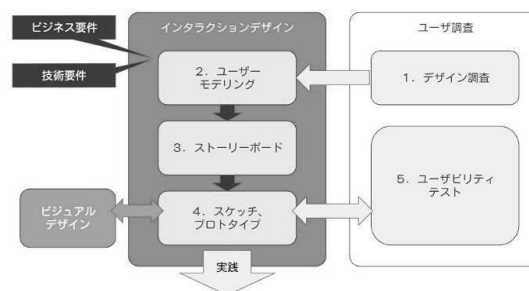 ビジネス要件
技術要件
インタラクションデザイン
2. ユーザー
モデリング
3. ストーリーボード
4. スケッチ、
プロトタイプ
実践
ビジュアル
デザイン
ユーザ調査
1. デザイン調査
5. ユーザビリティ
テスト